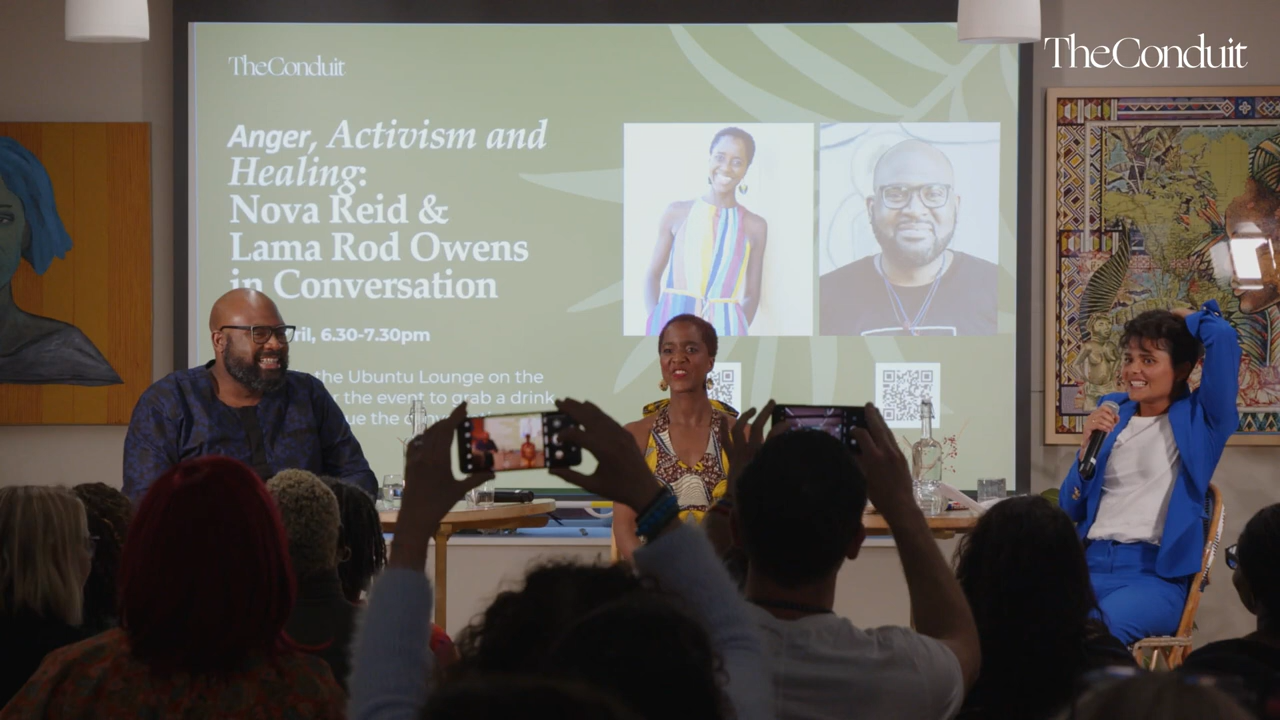 TheConduit
TheConduit
Anger, Activism and
Healing:
Nova Reid &
Lama Rod Owens
in Conversation
6.30-7.30pm
the Ubuntu Lounge on the
the event to grab a drink
the